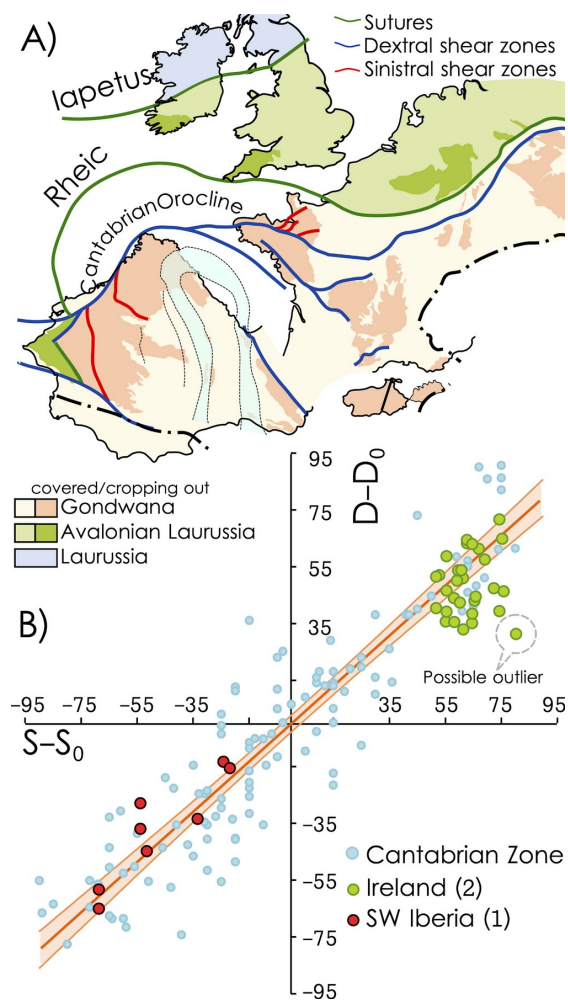 A)
Sutures
Dextral shear zones
Sinistral shear zones
Iapetus
Rheic
CantabrianOrocline
covered/cropping out
Gondwana
Avalonian Laurussia
Laurussia
B)
D–D0
95
75
55
35
Possible outlier
−95 −75 −55 −35 35 55 75 95
S–S0
−35
−55
−75
−95
Cantabrian Zone
Ireland (2)
SW Iberia (1)